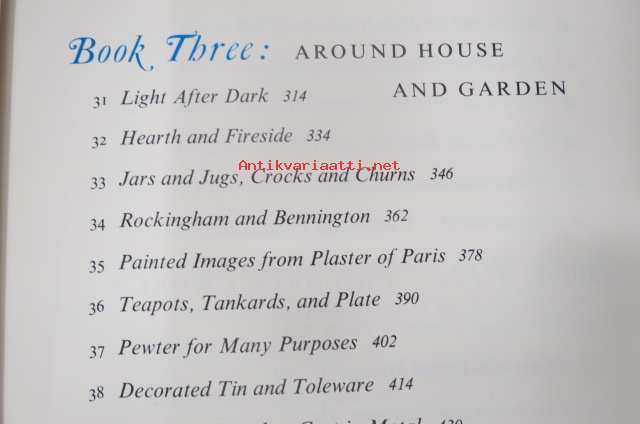 Book Three: AROUND HOUSE
AND GARDEN
31 Light After Dark 314
32 Hearth and Fireside 334
Antikvariaatti.net
33 Jars and Jugs, Crocks and Churns 346
34 Rockingham and Bennington 362
35 Painted Images from Plaster of Paris 378
36 Teapots, Tankards, and Plate 390
37 Pewter for Many Purposes 402
38 Decorated Tin and Toleware 414
Metal 430